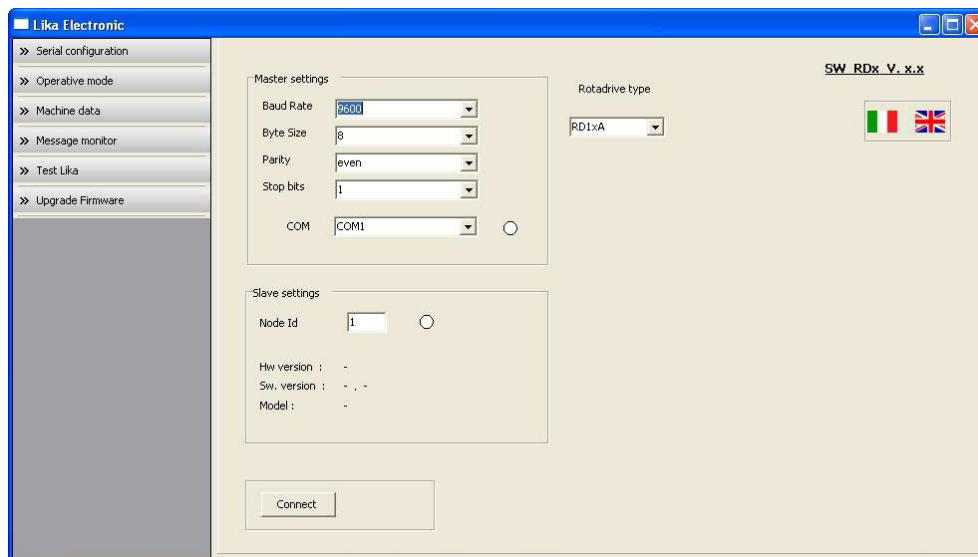 Lika Electronic
Serial configuration
Operative mode
Machine data
Message monitor
Test Lika
Upgrade Firmware
Master settings
Baud Rate 9600
Byte Size 8
Parity even
Stop bits 1
COM COM1
Rotadrive type
RD1xA
SW RDx V. x.x
Slave settings
Node Id 1
Hw version : -
Sw. version : - . -
Model : -
Connect